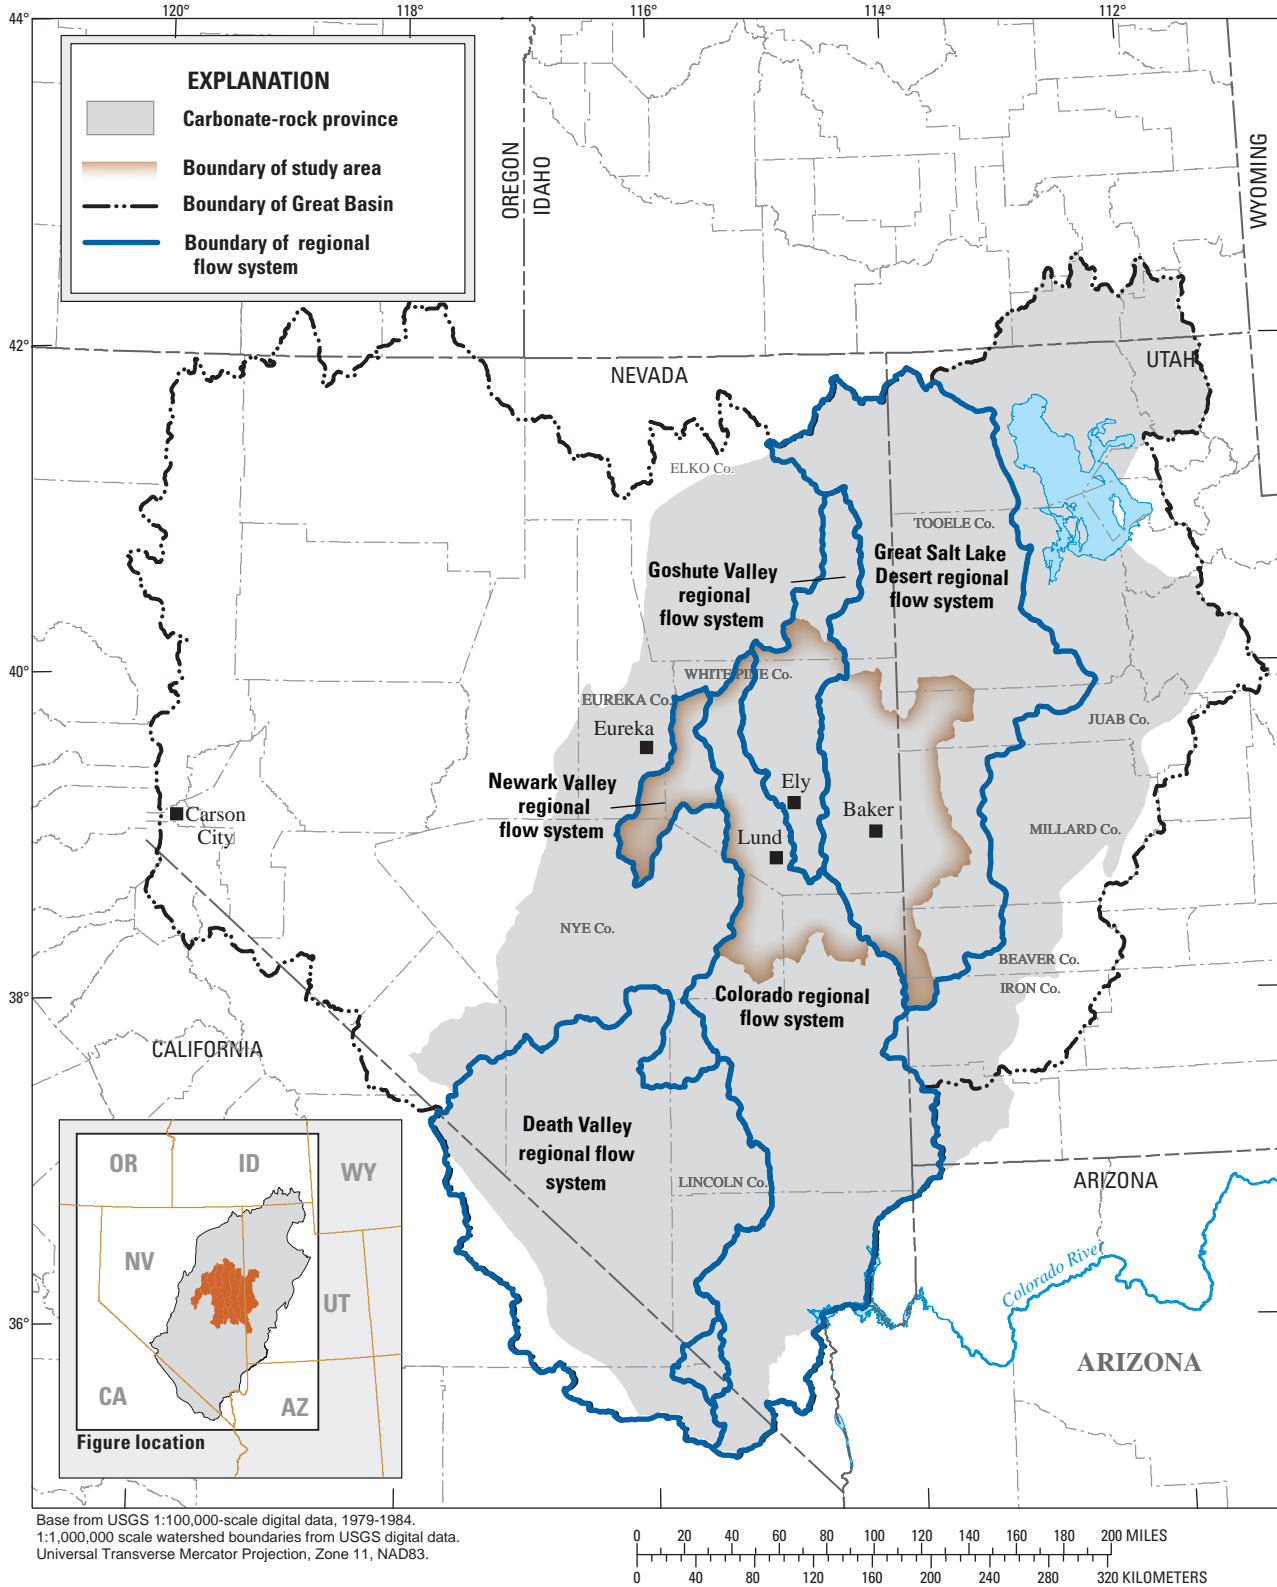 120°
118°
116°
114°
112°
44°
42°
40°
38°
36°
EXPLANATION
Carbonate-rock province
Boundary of study area
Boundary of Great Basin
Boundary of regional
flow system
OREGON
IDAHO
WYOMING
NEVADA
UTAH
ELKO Co.
TOOELE Co.
Great Salt Lake
Desert regional
flow system
Goshute Valley
regional
flow system
WHITE PINE Co.
EUREKA Co.
Eureka
JUAB Co.
Newark Valley
regional
flow system
Ely
Baker
Lund
MILLARD Co.
Carson
City
NYE Co.
BEAVER Co.
IRON Co.
Colorado regional
flow system
CALIFORNIA
Death Valley
regional flow
system
LINCOLN Co.
ARIZONA
Colorado River
ARIZONA
OR
ID
WY
NV
UT
CA
AZ
Figure location
Base from USGS 1:100,000-scale digital data, 1979-1984.
1:1,000,000 scale watershed boundaries from USGS digital data.
Universal Transverse Mercator Projection, Zone 11, NAD83.
0 20 40 60 80 100 120 140 160 180 200 MILES
0 40 80 120 160 200 240 280 320 KILOMETERS